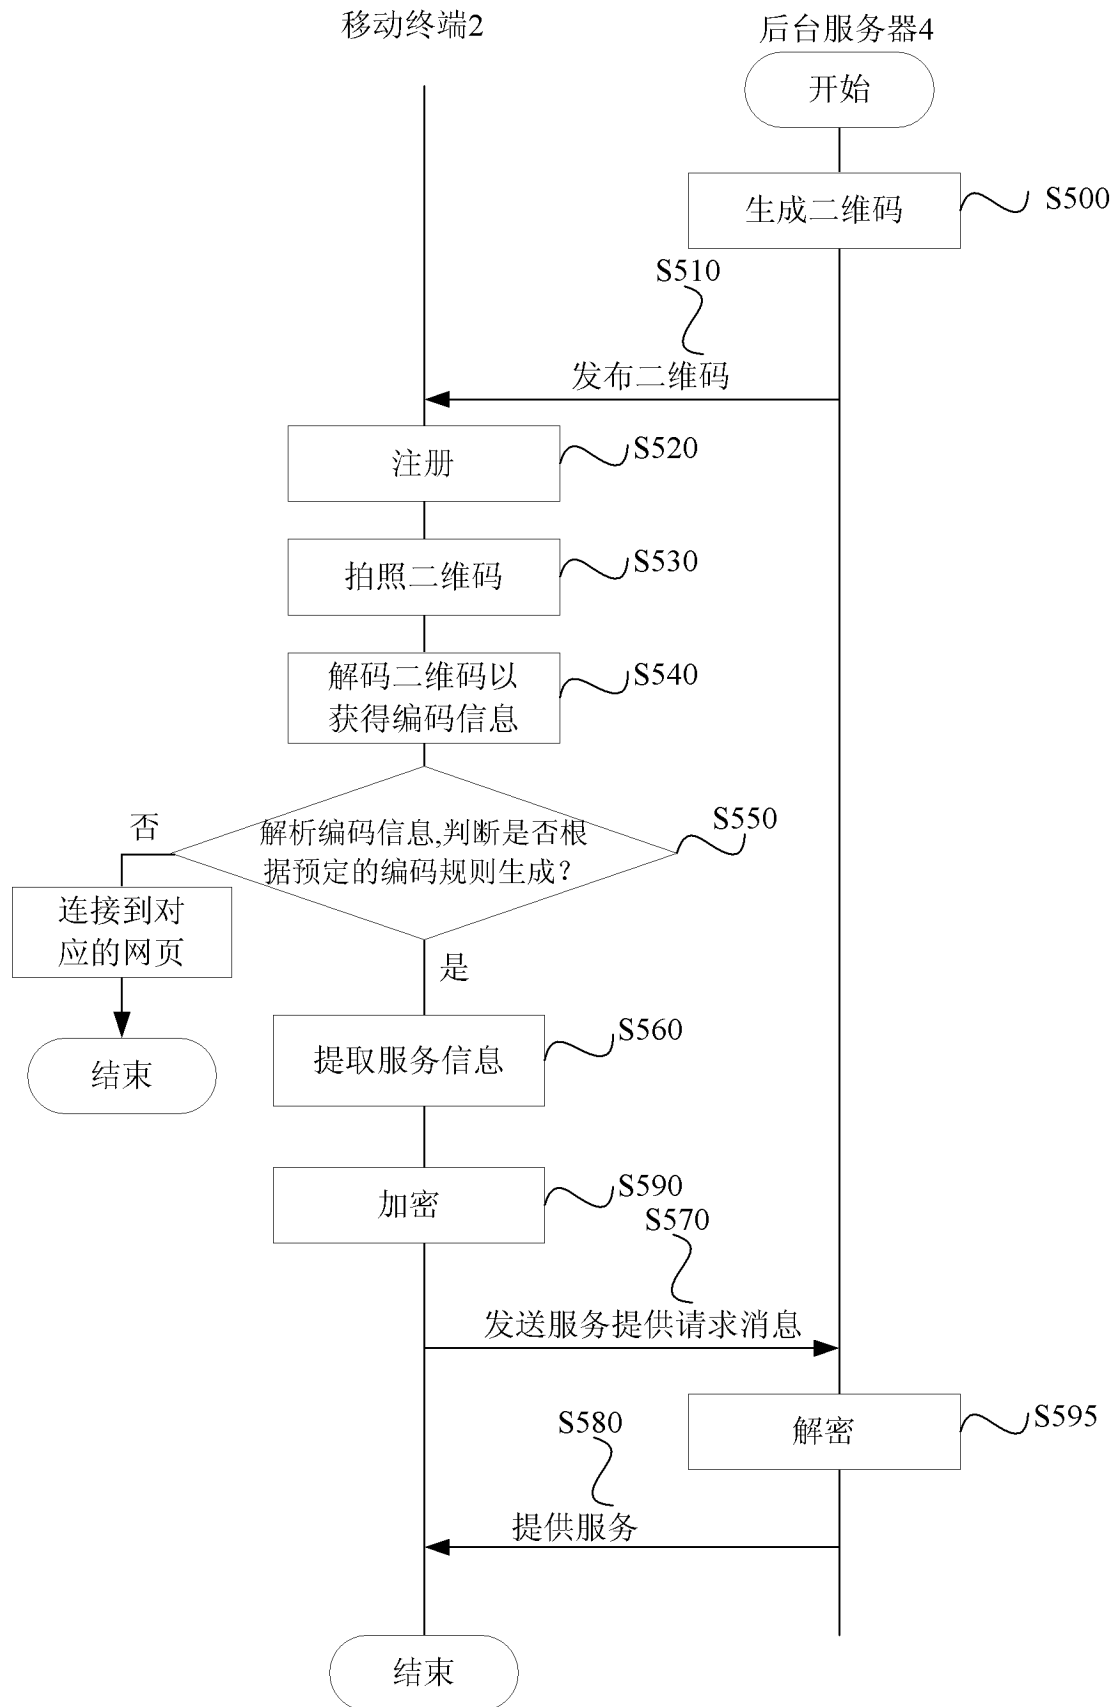 移动终端2
后台服务器4
开始
生成二维码
S500
S510
发布二维码
注册
S520
拍照二维码
S530
解码二维码以
获得编码信息
S540
否
解析编码信息,判断是否根
据预定的编码规则生成？
S550
连接到对
应的网页
是
结束
提取服务信息
S560
加密
S590
S570
发送服务提供请求消息
解密
S595
S580
提供服务
结束